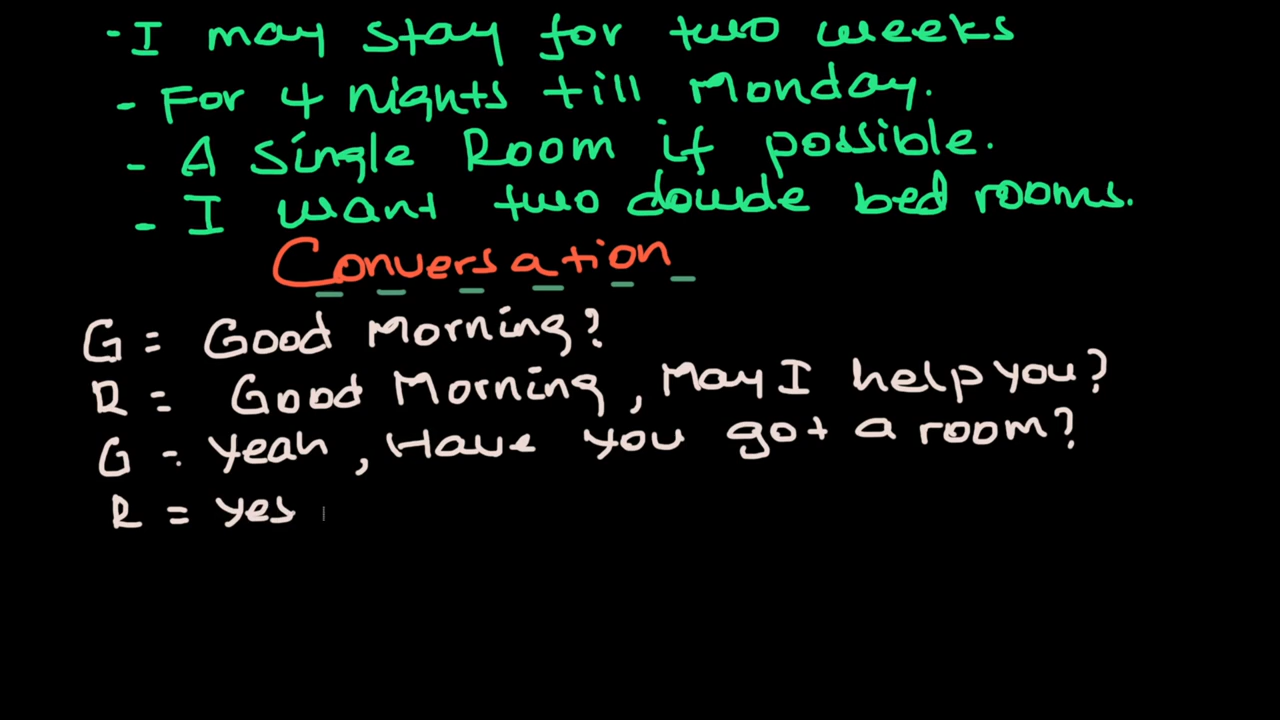 - I may stay for two weeks
- For 4 nights till Monday.
- A single Room if possible.
- I want two double bed rooms.
Conversation
G = Good Morning?
R = Good Morning, May I help you?
G = Yeah, Have you got a room?
R = yes